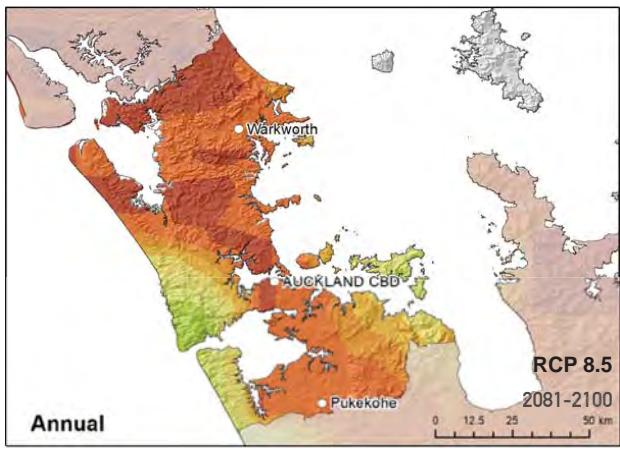 Warkworth
AUCKLAND CBD
RCP 8.5
2081-2100
Pukekohe
Annual
0 12.5 25 50 km